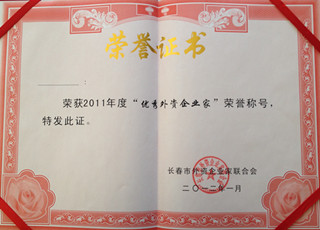 荣誉证书
荣获2011年度“优秀外资企业家”荣誉称号，
特发此证。
长春市外资企业家联合会
二〇一二年一月